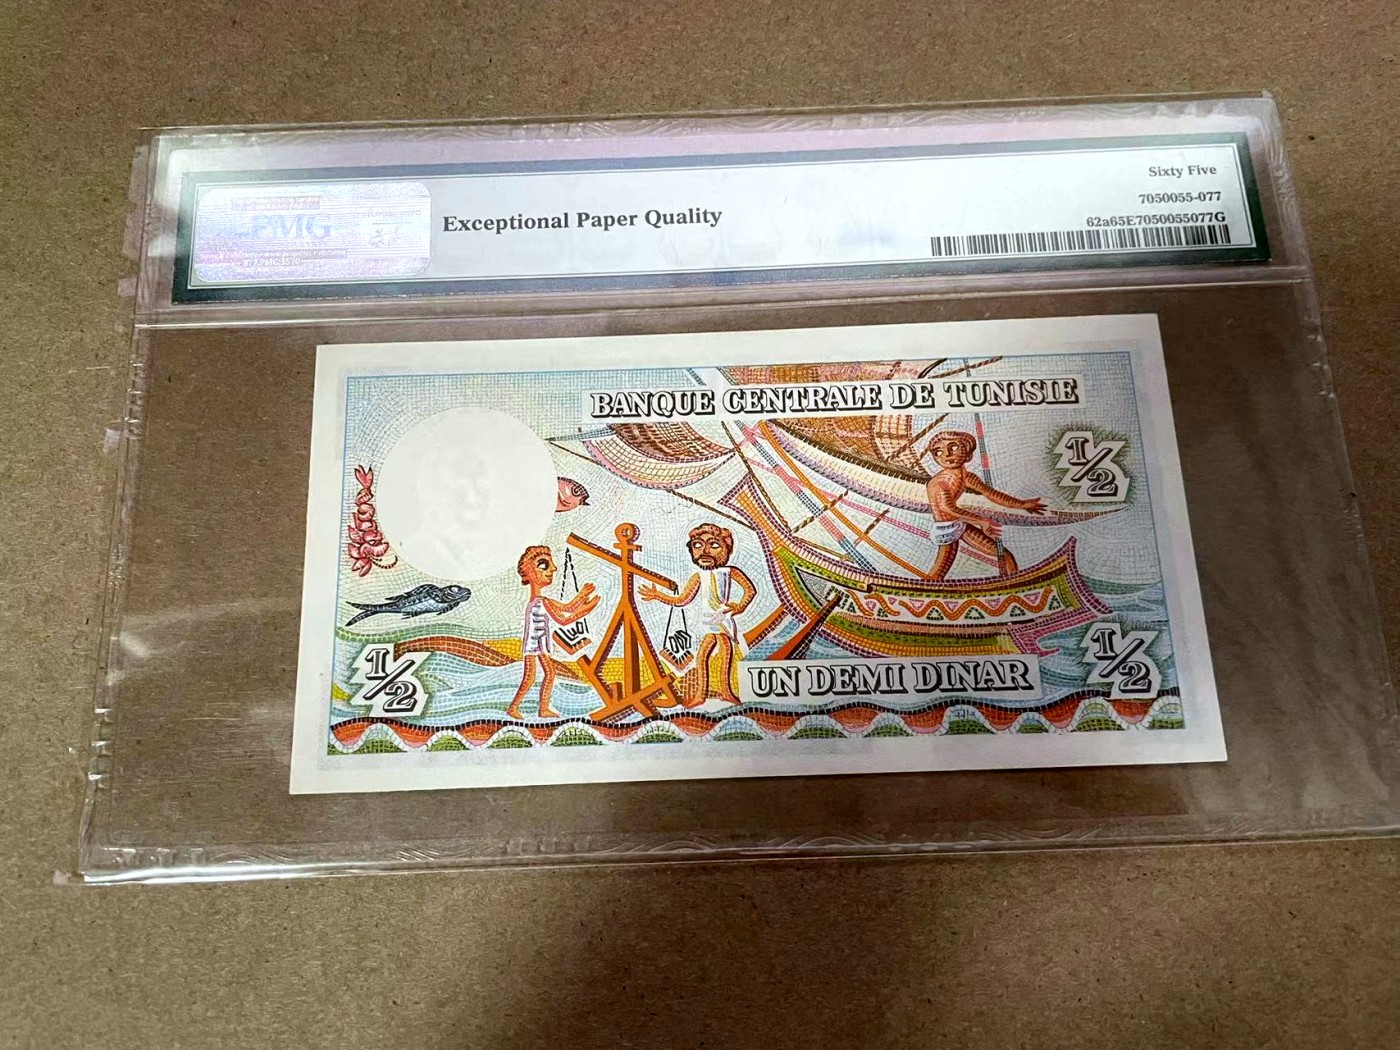 PMG
Exceptional Paper Quality
Sixty Five
7050055-077
62a65E7050055077G
BANQUE CENTRALE DE TUNISIE
1/2
1/2
UN DEMI DINAR
1/2